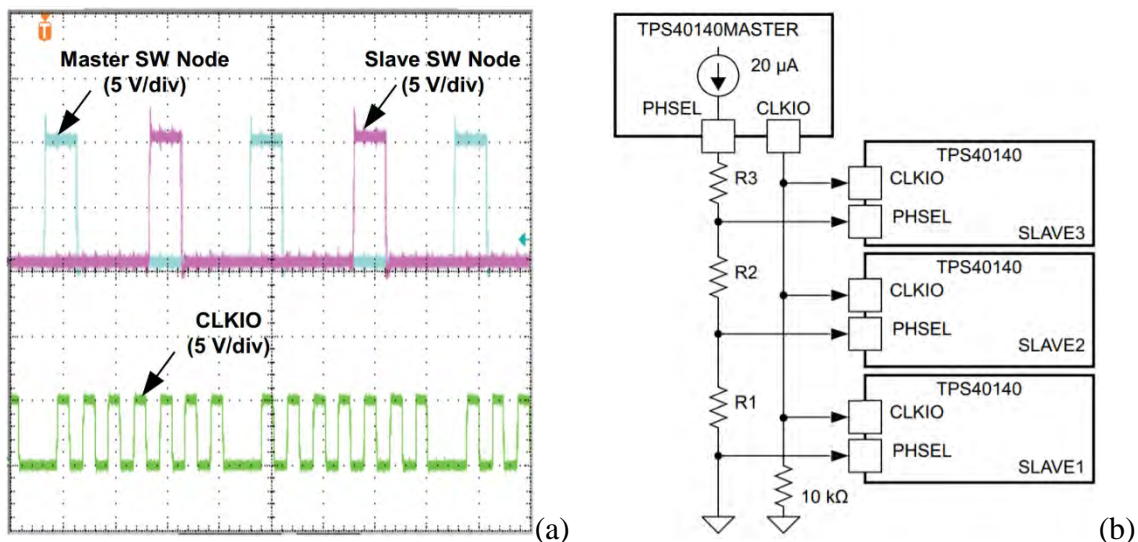 T
Master SW Node
(5 V/div)
Slave SW Node
(5 V/div)
CLKIO
(5 V/div)
(a)
TPS40140MASTER
20 µA
PHSEL
CLKIO
R3
R2
R1
10 kΩ
TPS40140
CLKIO
PHSEL
SLAVE3
TPS40140
CLKIO
PHSEL
SLAVE2
TPS40140
CLKIO
PHSEL
SLAVE1
(b)